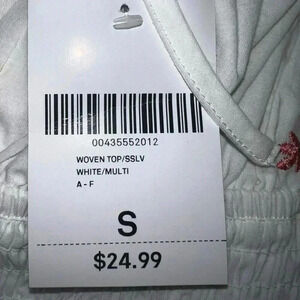 00435552012
WOVEN TOP/SSLV
WHITE/MULTI
A - F
S
$24.99